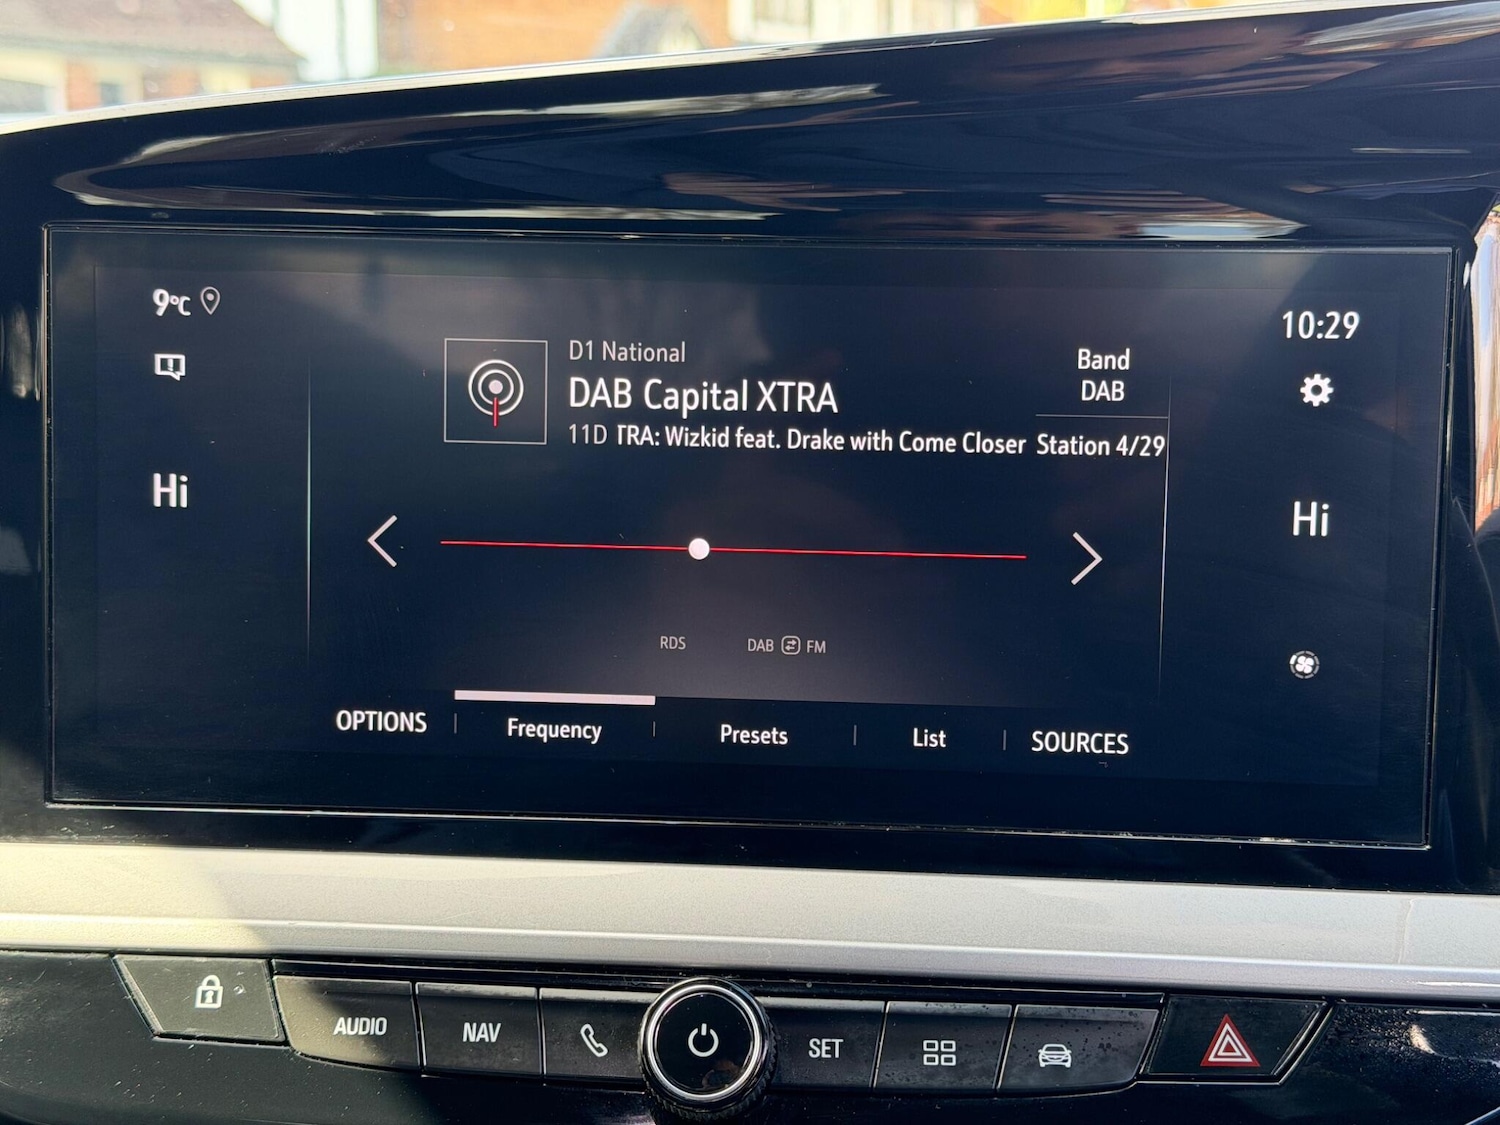 9°C
10:29
D1 National
DAB Capital XTRA
11D TRA: Wizkid feat. Drake with Come Closer
Band
DAB
Station 4/29
Hi
Hi
RDS
DAB FM
OPTIONS
Frequency
Presets
List
SOURCES
AUDIO
NAV
SET